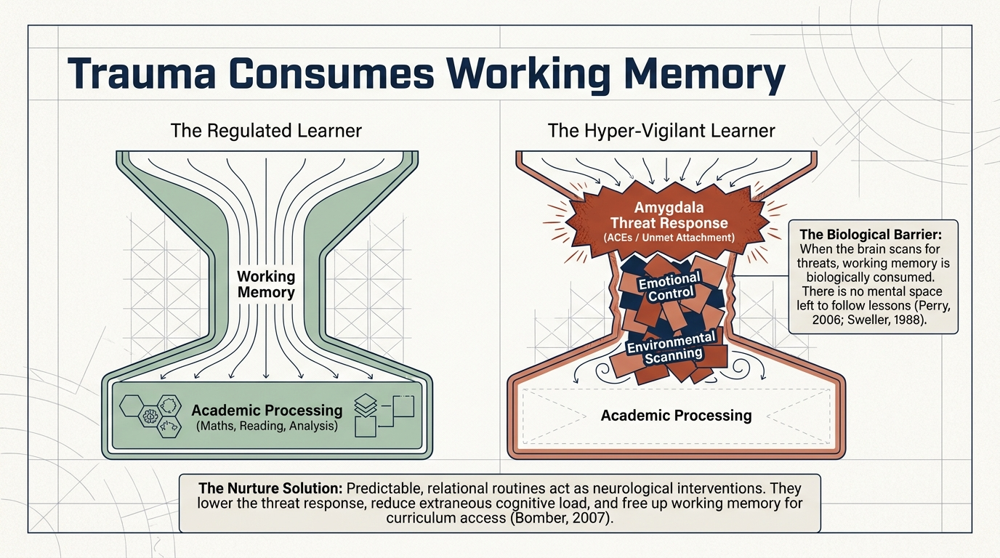 Trauma Consumes Working Memory
The Regulated Learner
Working
Memory
Academic Processing
(Maths, Reading, Analysis)
The Hyper-Vigilant Learner
Amygdala
Threat Response
(ACEs / Unmet Attachment)
Emotional
Control
Environmental
Scanning
Academic Processing
The Biological Barrier:
When the brain scans for
threats, working memory is
biologically consumed.
There is no mental space
left to follow lessons (Perry,
2006; Sweller, 1988).
The Nurture Solution: Predictable, relational routines act as neurological interventions. They
lower the threat response, reduce extraneous cognitive load, and free up working memory for
curriculum access (Bomber, 2007).